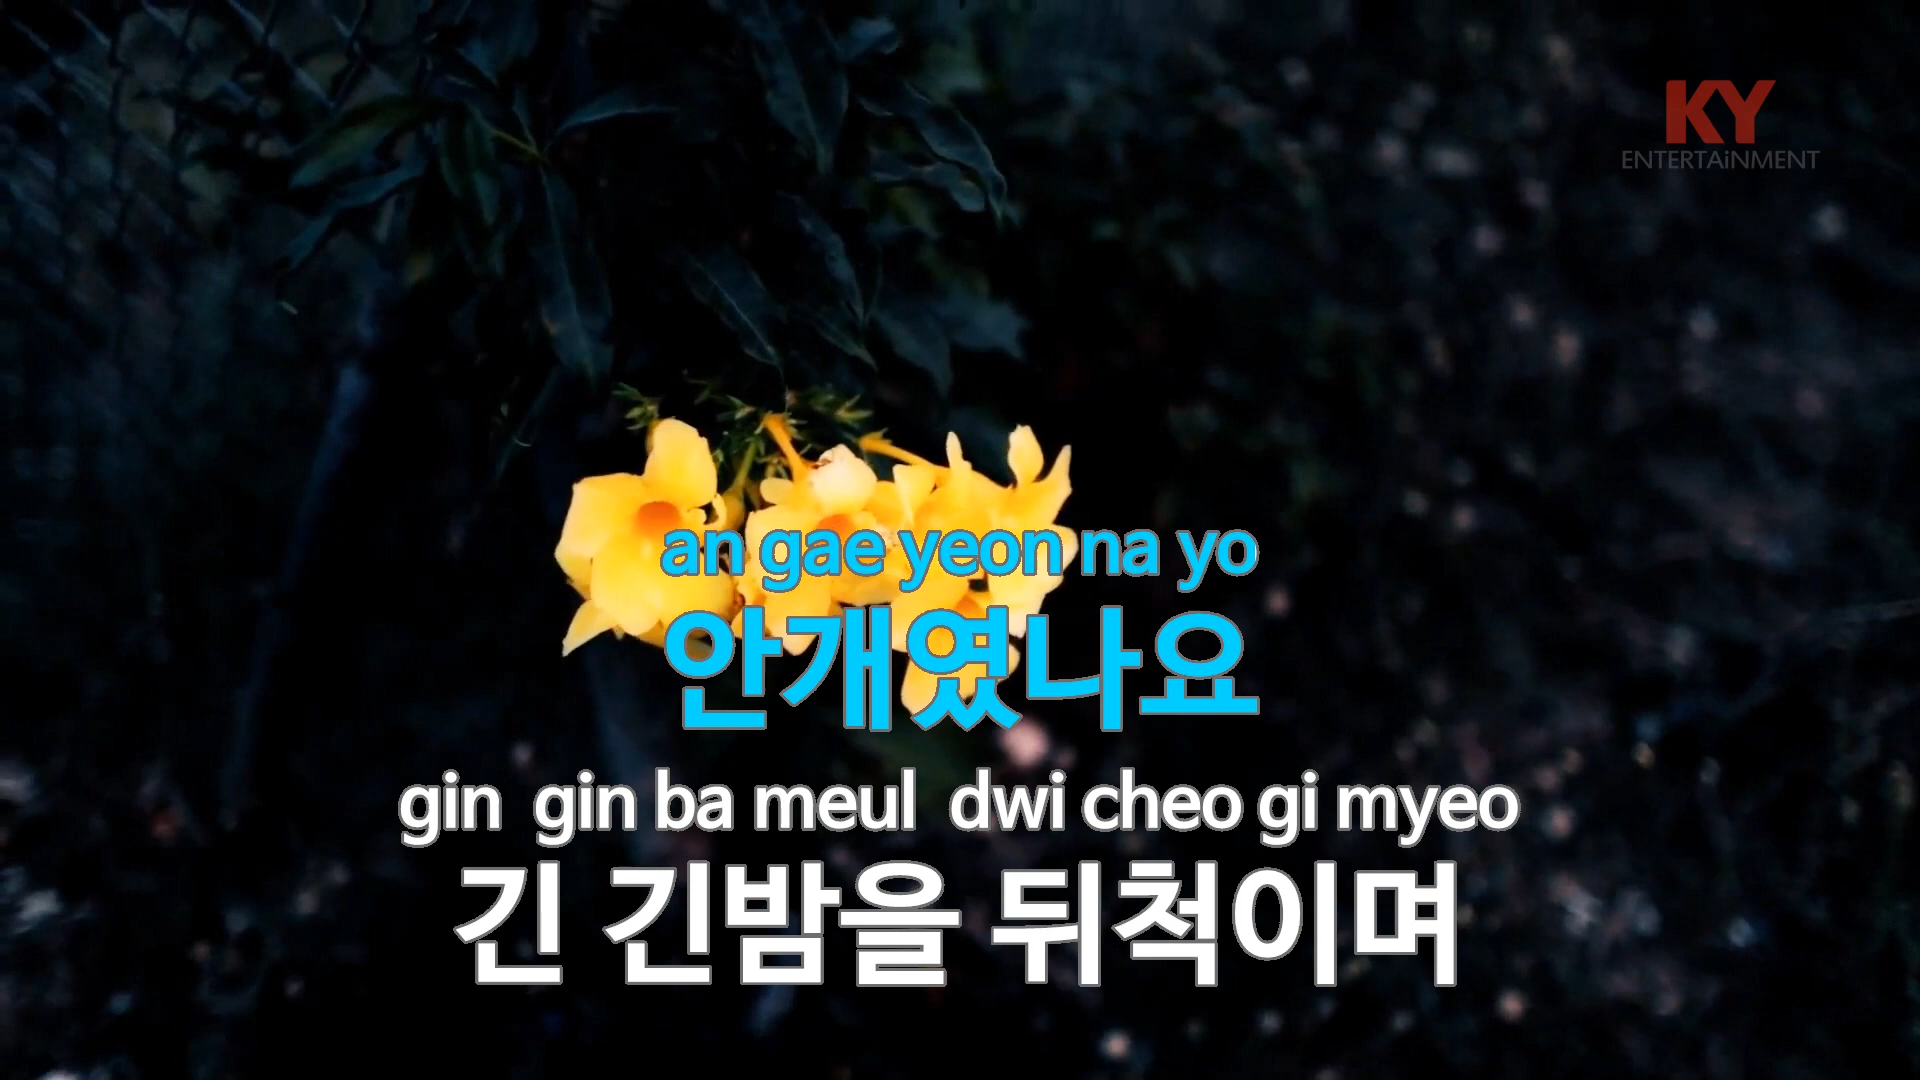 KY
ENTERTAiNMENT
an gae yeon na yo
안개였나요
gin gin ba meul dwi cheo gi myeo
긴 긴밤을 뒤척이며